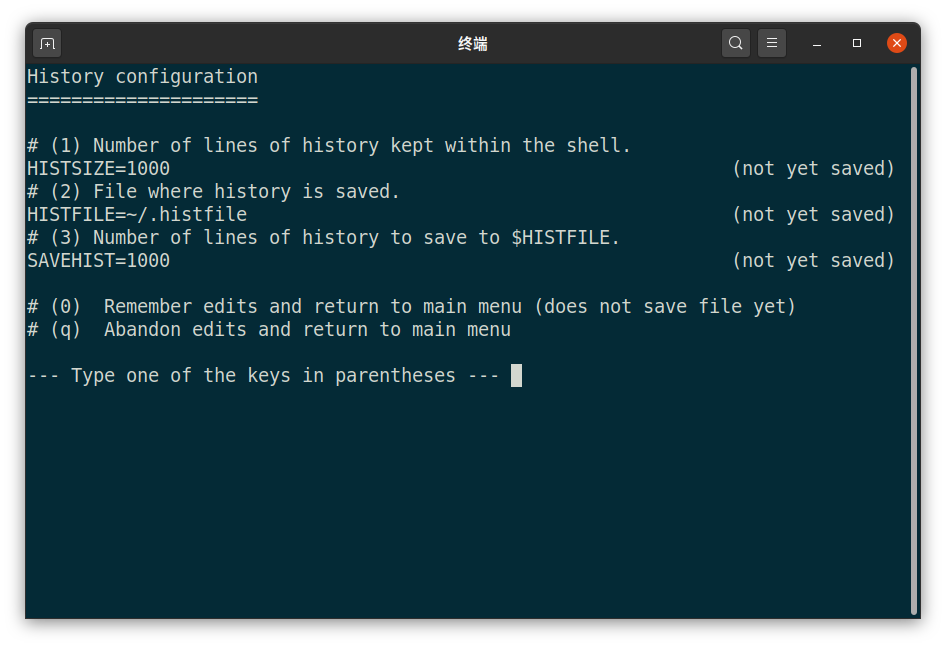 终端
History configuration
=====================
# (1) Number of lines of history kept within the shell.
HISTSIZE=1000 (not yet saved)
# (2) File where history is saved.
HISTFILE=~/.histfile (not yet saved)
# (3) Number of lines of history to save to $HISTFILE.
SAVEHIST=1000 (not yet saved)
# (0)  Remember edits and return to main menu (does not save file yet)
# (q)  Abandon edits and return to main menu
--- Type one of the keys in parentheses ---